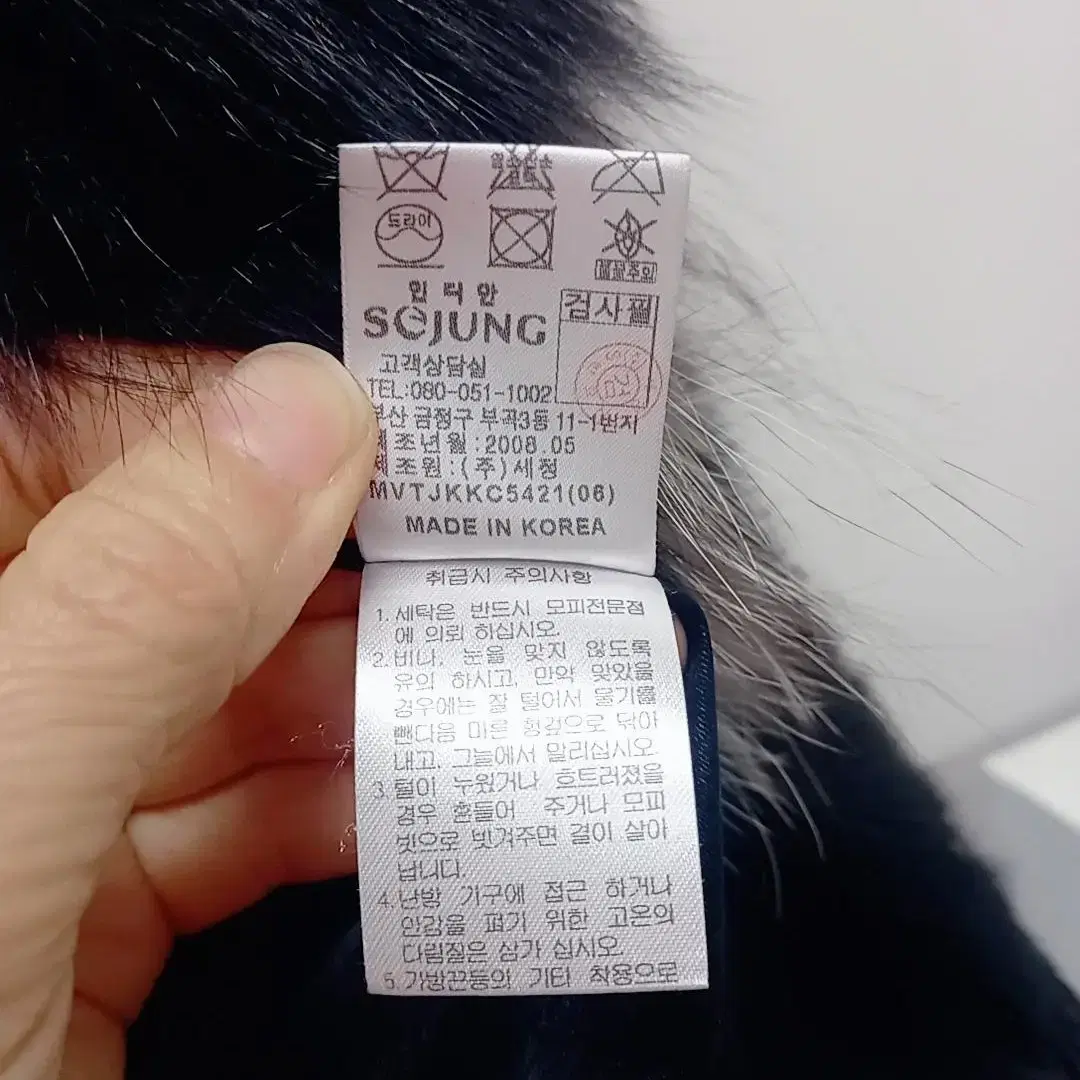 염소산소
표백
드라이
불꽃주의
인디안
SEJUNG
검사필
고객상담실
TEL:080-051-1002
부산 금정구 부곡3동 11-1번지
제조년월:2008.05
제조원:(주)세정
MVTJKKC5421(06)
MADE IN KOREA
취급시 주의사항
1.세탁은 반드시 모피전문점
에 의뢰 하십시오.
2.비나, 눈을 맞지 않도록
유의 하시고, 만약 맞았을
경우에는 잘 털어서 물기를
뺀다음 마른 헝겊으로 닦아
내고, 그늘에서 말리십시오.
3.털이 누웠거나 흐트러졌을
경우 흔들어 주거나 모피
빗으로 빗겨주면 결이 살아
납니다.
4.난방 기구에 접근 하거나
안감을 펴기 위한 고온의
다림질은 삼가 십시오.
5.가방끈등의 기타 착용으로